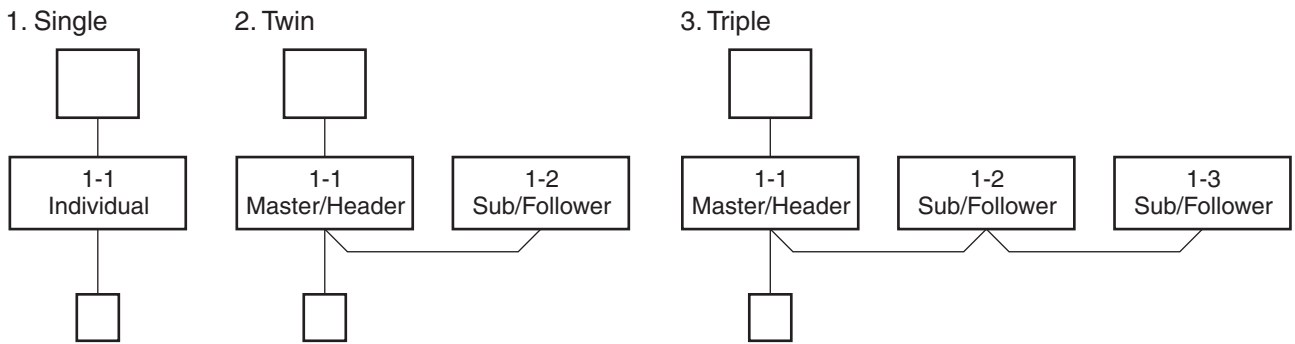 1. Single
2. Twin
3. Triple
1-1
Individual
1-1
Master/Header
1-2
Sub/Follower
1-1
Master/Header
1-2
Sub/Follower
1-3
Sub/Follower